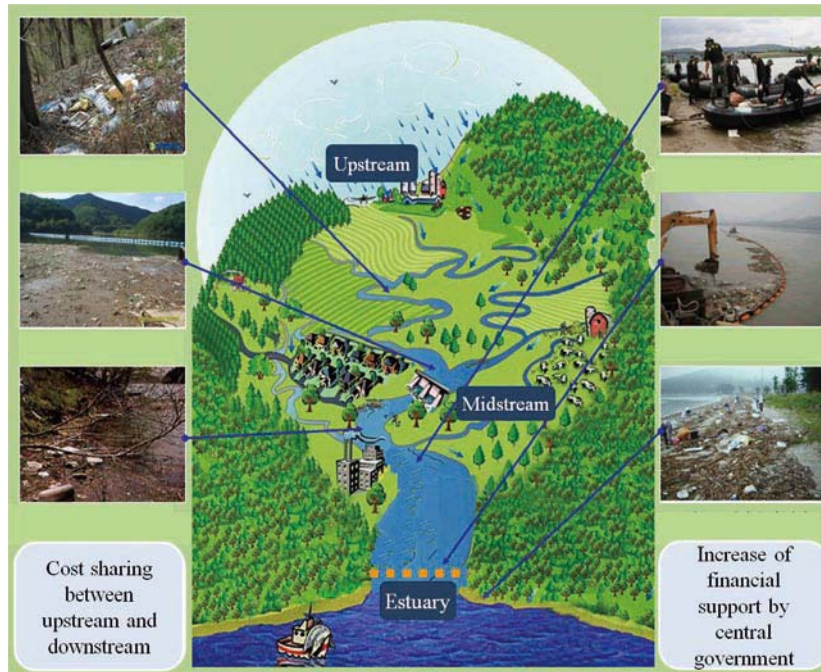 Upstream
Midstream
Estuary
Cost sharing
between
upstream and
downstream
Increase of
financial
support by
central
government